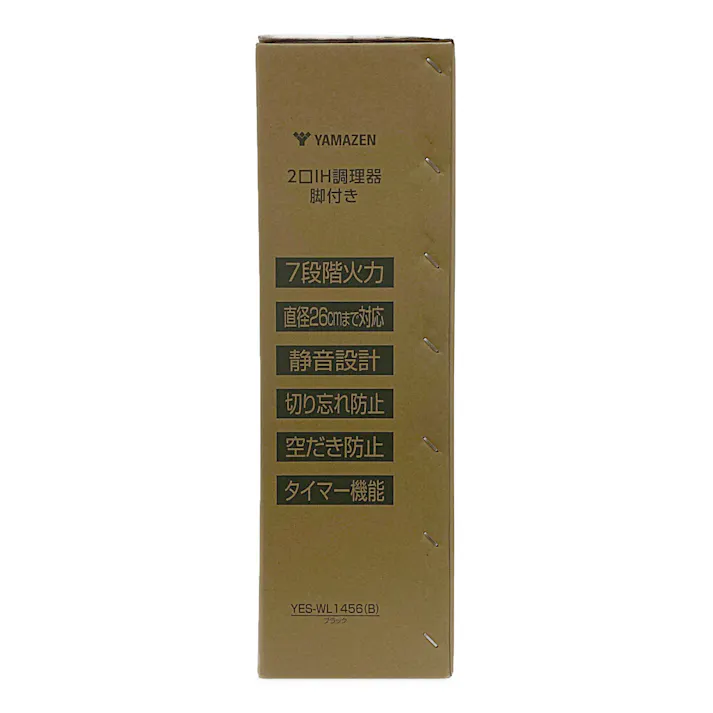 YAMAZEN
2口IH調理器
脚付き
7段階火力
直径26cmまで対応
静音設計
切り忘れ防止
空だき防止
タイマー機能
YES-WL1456(B)
ブラック